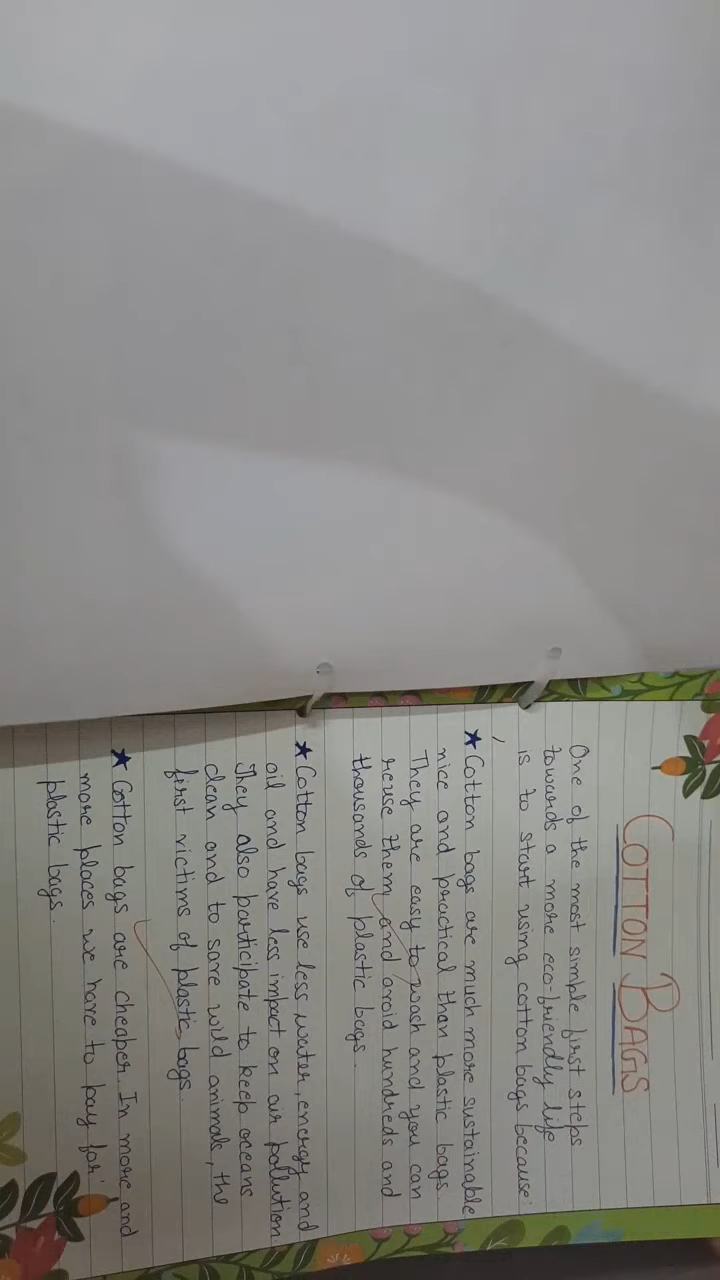 COTTON BAGS
One of the most simple first steps
towards a more eco-friendly life
is to start using cotton bags because:
★ Cotton bags are much more sustainable
nice and practical than plastic bags.
They are easy to wash and you can
reuse them and avoid hundreds and
thousands of plastic bags.
★ Cotton bags use less water, energy and
oil and have less impact on air pollution.
They also participate to keep oceans
clean and to save wild animals, the
first victims of plastic bags.
★ Cotton bags are cheaper. In more and
more places we have to pay for
plastic bags.